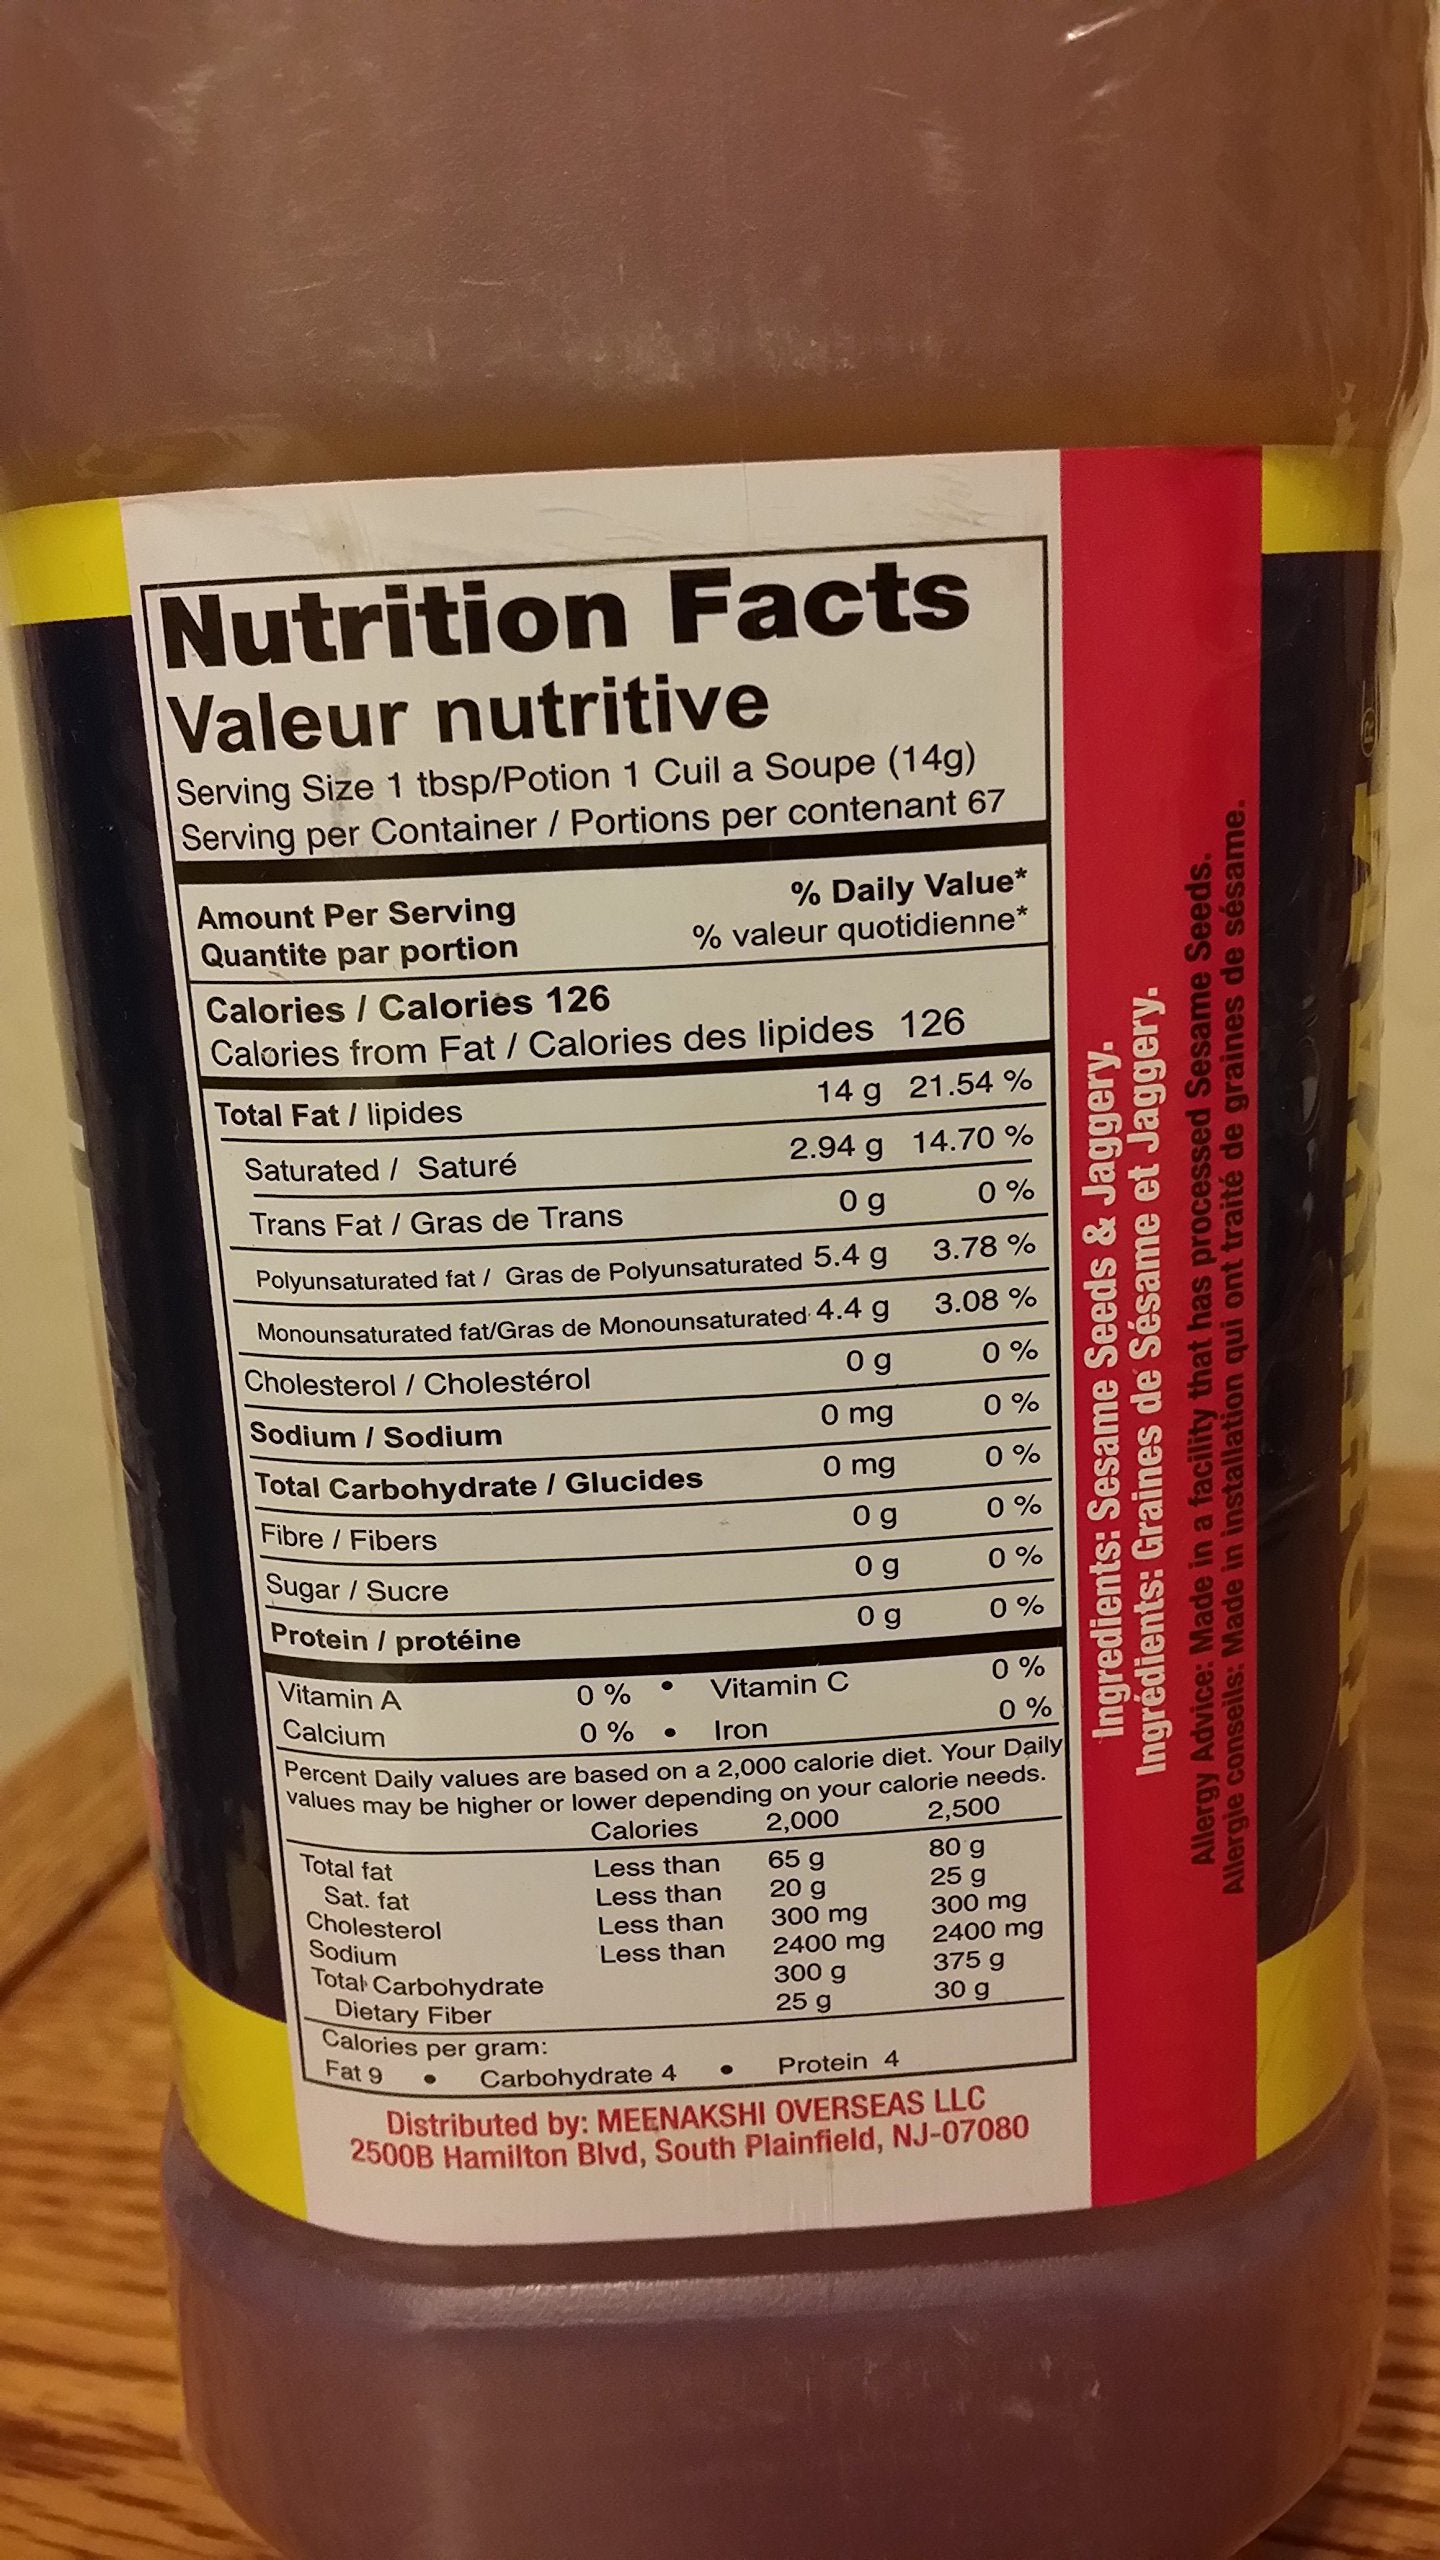 Nutrition Facts
Valeur nutritive
Serving Size 1 tbsp/Potion 1 Cuil a Soupe (14g)
Serving per Container / Portions per contenant 67
Amount Per Serving % Daily Value*
Quantite par portion % valeur quotidienne*
Calories / Calories 126
Calories from Fat / Calories des lipides 126
Total Fat / lipides 14 g 21.54 %
Saturated / Saturé 2.94 g 14.70 %
Trans Fat / Gras de Trans 0 g 0 %
Polyunsaturated fat / Gras de Polyunsaturated 5.4 g 3.78 %
Monounsaturated fat/Gras de Monounsaturated 4.4 g 3.08 %
Cholesterol / Cholestérol 0 g 0 %
Sodium / Sodium 0 mg 0 %
Total Carbohydrate / Glucides 0 mg 0 %
Fibre / Fibers 0 g 0 %
Sugar / Sucre 0 g 0 %
Protein / protéine 0 g 0 %
Vitamin A 0 % • Vitamin C 0 %
Calcium 0 % • Iron 0 %
Percent Daily values are based on a 2,000 calorie diet. Your Daily
values may be higher or lower depending on your calorie needs.
Calories 2,000 2,500
Total fat Less than 65 g 80 g
Sat. fat Less than 20 g 25 g
Cholesterol Less than 300 mg 300 mg
Sodium Less than 2400 mg 2400 mg
Total Carbohydrate 300 g 375 g
Dietary Fiber 25 g 30 g
Calories per gram:
Fat 9 • Carbohydrate 4 • Protein 4
Distributed by: MEENAKSHI OVERSEAS LLC
2500B Hamilton Blvd, South Plainfield, NJ-07080
Ingredients: Sesame Seeds & Jaggery.
Ingrédients: Graines de Sésame et Jaggery.
Allergy Advice: Made in a facility that has processed Sesame Seeds.
Allergie conseils: Made in installation qui ont traité de graines de sésame.